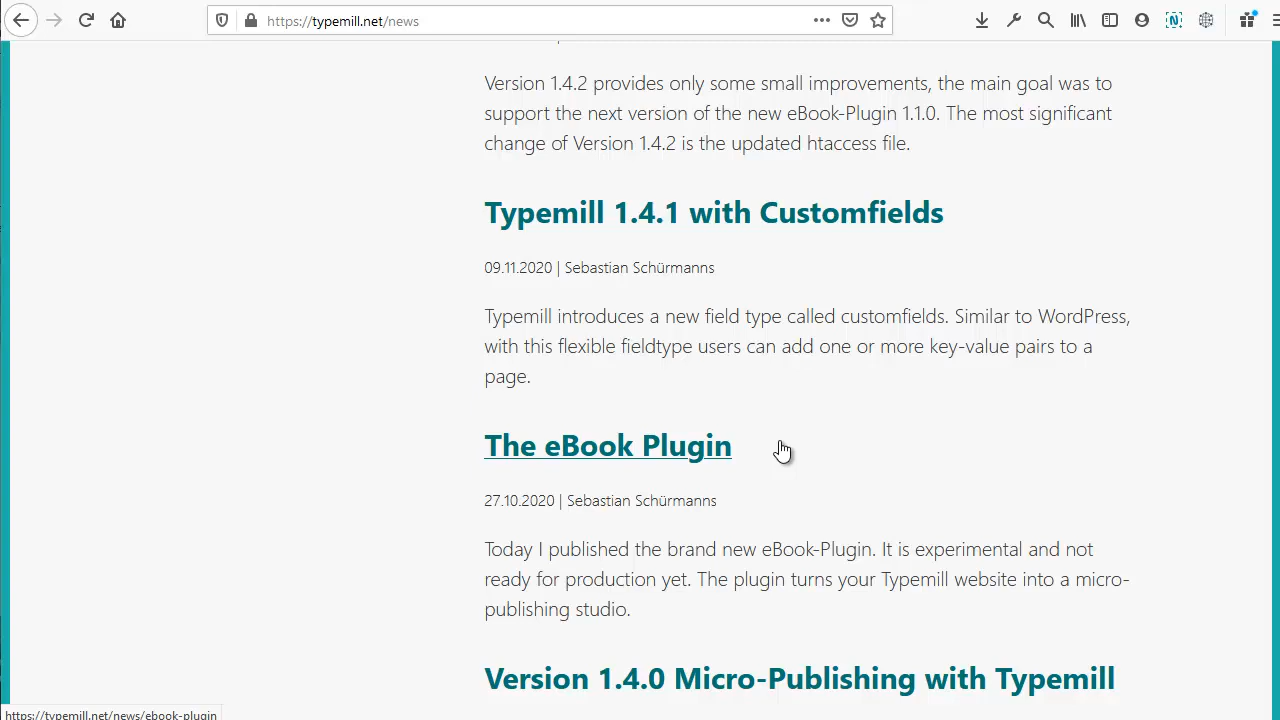 https://typemill.net/news
Version 1.4.2 provides only some small improvements, the main goal was to
support the next version of the new eBook-Plugin 1.1.0. The most significant
change of Version 1.4.2 is the updated htaccess file.
Typemill 1.4.1 with Customfields
09.11.2020 | Sebastian Schürmanns
Typemill introduces a new field type called customfields. Similar to WordPress,
with this flexible fieldtype users can add one or more key-value pairs to a
page.
The eBook Plugin
27.10.2020 | Sebastian Schürmanns
Today I published the brand new eBook-Plugin. It is experimental and not
ready for production yet. The plugin turns your Typemill website into a micro-
publishing studio.
Version 1.4.0 Micro-Publishing with Typemill
https://typemill.net/news/ebook-plugin